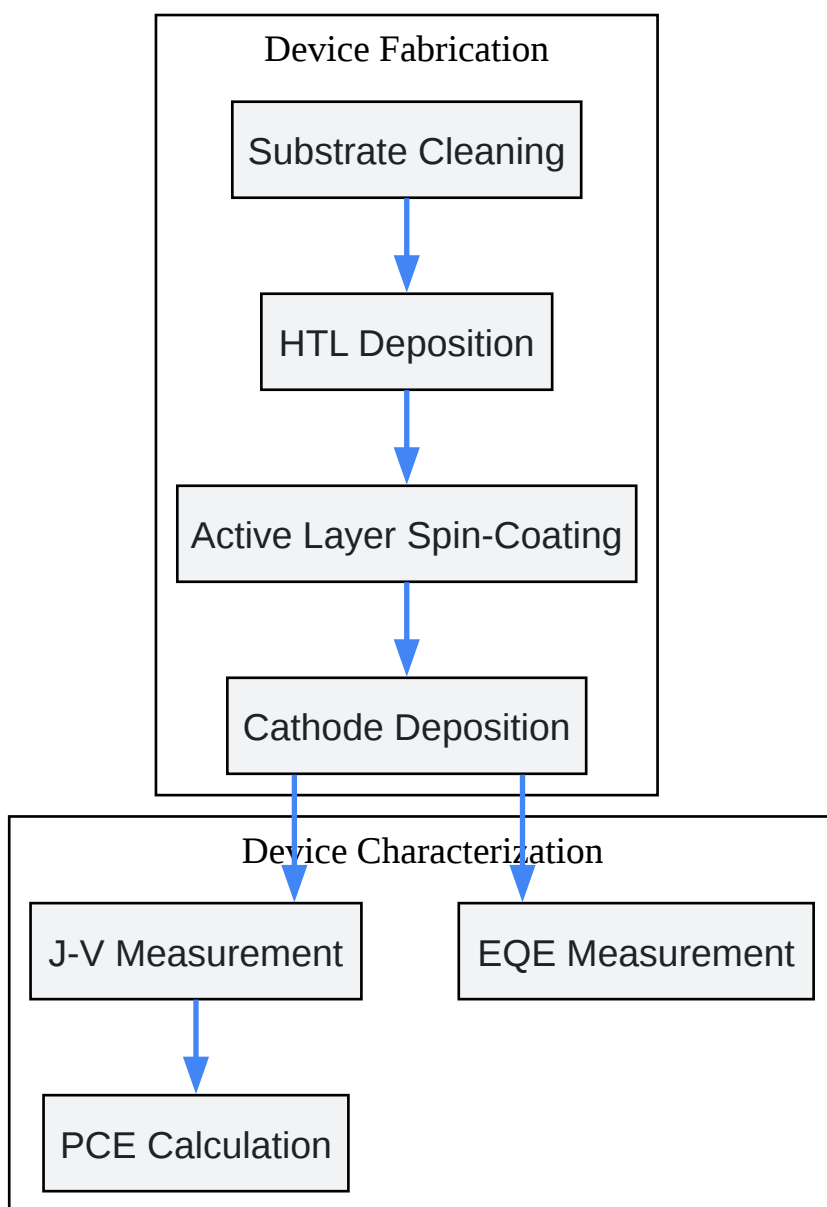 Device Fabrication
Substrate Cleaning
HTL Deposition
Active Layer Spin-Coating
Cathode Deposition
Device Characterization
J-V Measurement
EQE Measurement
PCE Calculation